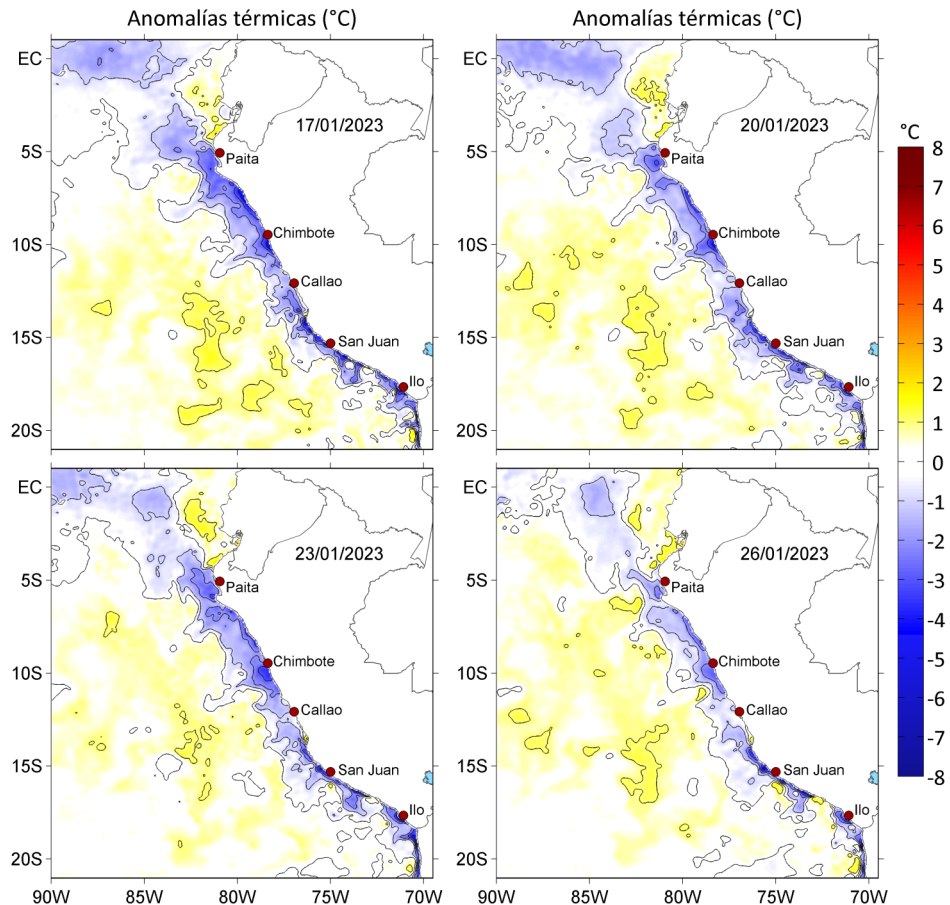 Anomalías térmicas (°C)
Anomalías térmicas (°C)
EC
5S
10S
15S
20S
17/01/2023
Paita
Chimbote
Callao
San Juan
Ilo
20/01/2023
EC
5S
10S
15S
20S
Paita
Chimbote
Callao
San Juan
Ilo
°C
8
7
6
5
4
3
2
1
0
-1
-2
-3
-4
-5
-6
-7
-8
EC
5S
10S
15S
20S
23/01/2023
Paita
Chimbote
Callao
San Juan
Ilo
90W
85W
80W
75W
70W
EC
5S
10S
15S
20S
26/01/2023
Paita
Chimbote
Callao
San Juan
Ilo
90W
85W
80W
75W
70W